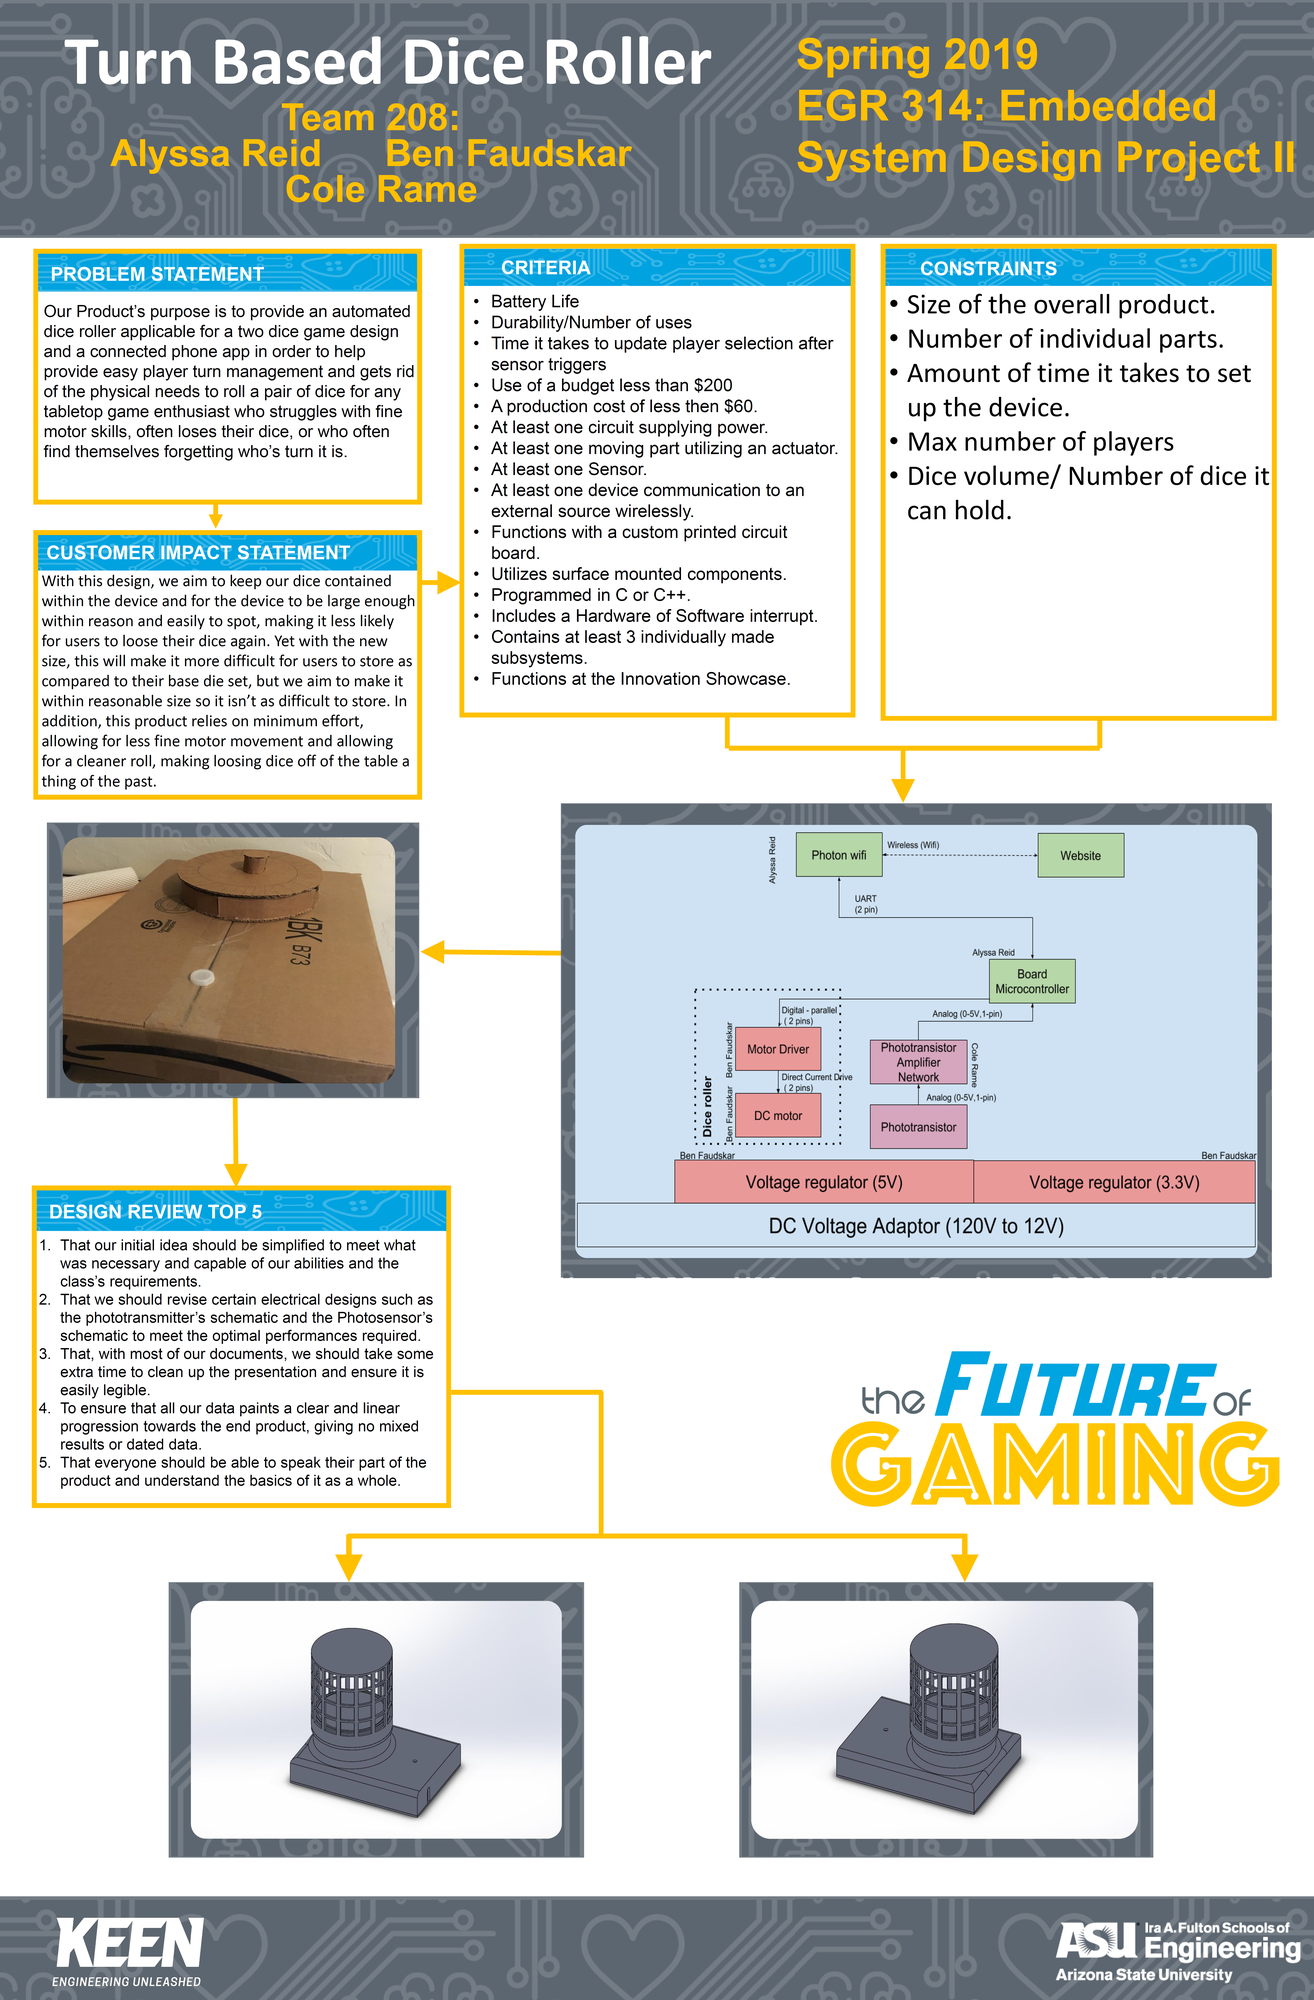 Turn Based Dice Roller
Team 208:
Alyssa Reid Ben Faudskar
Cole Rame
Spring 2019
EGR 314: Embedded
System Design Project II
PROBLEM STATEMENT
Our Product's purpose is to provide an automated
dice roller applicable for a two dice game design
and a connected phone app in order to help
provide easy player turn management and gets rid
of the physical needs to roll a pair of dice for any
tabletop game enthusiast who struggles with fine
motor skills, often loses their dice, or who often
find themselves forgetting who's turn it is.
CUSTOMER IMPACT STATEMENT
With this design, we aim to keep our dice contained
within the device and for the device to be large enough
within reason and easily to spot, making it less likely
for users to loose their dice again. Yet with the new
size, this will make it more difficult for users to store as
compared to their base die set, but we aim to make it
within reasonable size so it isn't as difficult to store. In
addition, this product relies on minimum effort,
allowing for less fine motor movement and allowing
for a cleaner roll, making loosing dice off of the table a
thing of the past.
CRITERIA
• Battery Life
• Durability/Number of uses
• Time it takes to update player selection after
sensor triggers
• Use of a budget less than $200
• A production cost of less then $60.
• At least one circuit supplying power.
• At least one moving part utilizing an actuator.
• At least one Sensor.
• At least one device communication to an
external source wirelessly.
• Functions with a custom printed circuit
board.
• Utilizes surface mounted components.
• Programmed in C or C++.
• Includes a Hardware of Software interrupt.
• Contains at least 3 individually made
subsystems.
• Functions at the Innovation Showcase.
CONSTRAINTS
• Size of the overall product.
• Number of individual parts.
• Amount of time it takes to set
up the device.
• Max number of players
• Dice volume/ Number of dice it
can hold.
1BK B73
Alyssa Reid
Photon wifi
Wireless (Wifi)
Website
UART
(2 pin)
Alyssa Reid
Board
Microcontroller
Digital - parallel
( 2 pins)
Analog (0-5V,1-pin)
Ben Faudskar
Motor Driver
Phototransistor
Amplifier
Network
Cole Rame
Direct Current Drive
( 2 pins)
Analog (0-5V,1-pin)
Dice roller
Ben Faudskar
DC motor
Phototransistor
Ben Faudskar
Ben Faudskar
Voltage regulator (5V)
Voltage regulator (3.3V)
DC Voltage Adaptor (120V to 12V)
DESIGN REVIEW TOP 5
1. That our initial idea should be simplified to meet what
was necessary and capable of our abilities and the
class's requirements.
2. That we should revise certain electrical designs such as
the phototransmitter's schematic and the Photosensor's
schematic to meet the optimal performances required.
3. That, with most of our documents, we should take some
extra time to clean up the presentation and ensure it is
easily legible.
4. To ensure that all our data paints a clear and linear
progression towards the end product, giving no mixed
results or dated data.
5. That everyone should be able to speak their part of the
product and understand the basics of it as a whole.
the FUTURE OF
GAMING
KEEN
ENGINEERING UNLEASHED
ASU Ira A. Fulton Schools of
Engineering
Arizona State University